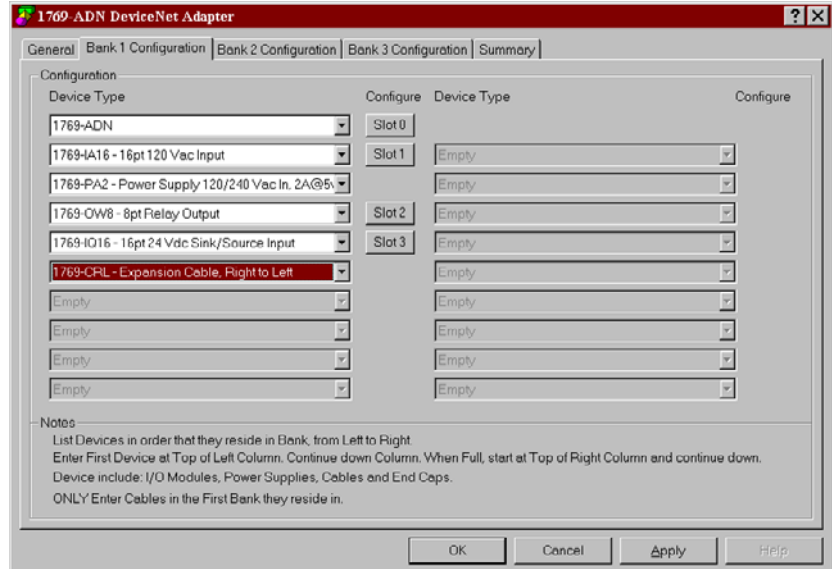 1769-ADN DeviceNet Adapter
General Bank 1 Configuration Bank 2 Configuration Bank 3 Configuration Summary
Configuration
Device Type Configure Device Type Configure
1769-ADN Slot 0
1769-IA16 - 16pt 120 Vac Input Slot 1 Empty
1769-PA2 - Power Supply 120/240 Vac In, 2A@5v Empty
1769-OW8 - 8pt Relay Output Slot 2 Empty
1769-IQ16 - 16pt 24 Vdc Sink/Source Input Slot 3 Empty
1769-CRL - Expansion Cable, Right to Left Empty
Empty Empty
Empty Empty
Empty Empty
Empty Empty
Notes
List Devices in order that they reside in Bank, from Left to Right.
Enter First Device at Top of Left Column. Continue down Column. When Full, start at Top of Right Column and continue down.
Device include: I/O Modules, Power Supplies, Cables and End Caps.
ONLY Enter Cables in the First Bank they reside in.
OK Cancel Apply Help